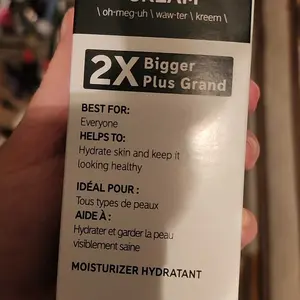 CREAM
\ oh-meg-uh \ waw-ter \ kreem \
2X Bigger
Plus Grand
BEST FOR:
Everyone
HELPS TO:
Hydrate skin and keep it
looking healthy
IDÉAL POUR :
Tous types de peaux
AIDE À :
Hydrater et garder la peau
visiblement saine
MOISTURIZER HYDRATANT